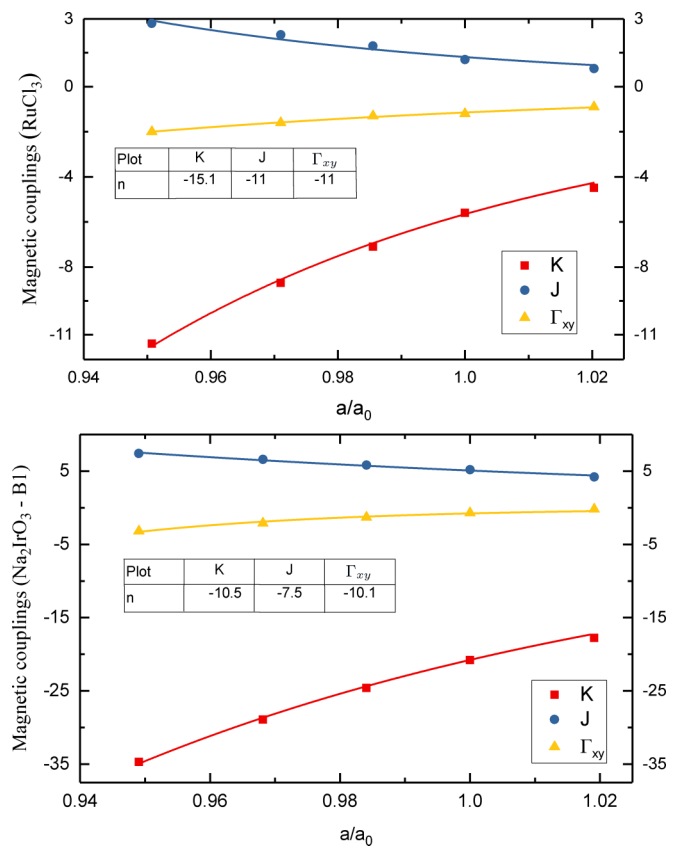 3
0
-4
-8
-11
3
0
-4
-8
-11
Magnetic couplings (RuCl3)
Plot K J Γxy
n -15.1 -11 -11
K
J
Γxy
0.94 0.96 0.98 1.0 1.02
a/a0
5
-5
-15
-25
-35
5
-5
-15
-25
-35
Magnetic couplings (Na2IrO3 - B1)
Plot K J Γxy
n -10.5 -7.5 -10.1
K
J
Γxy
0.94 0.96 0.98 1.0 1.02
a/a0